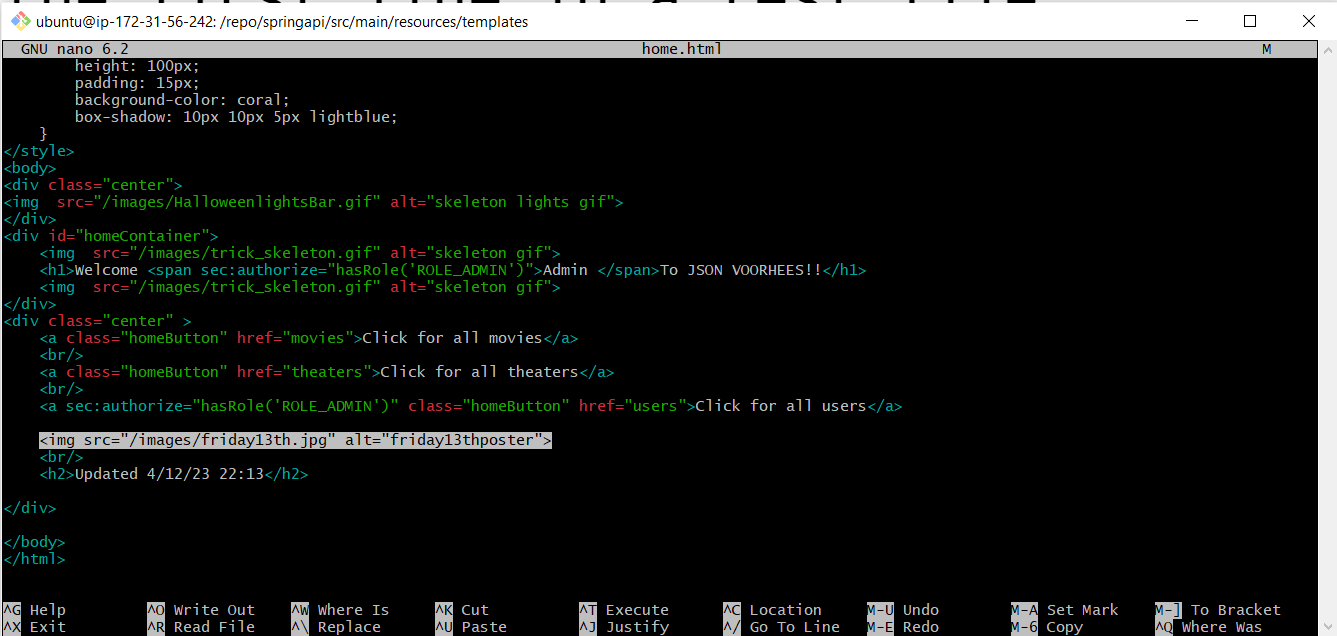 ubuntu@ip-172-31-56-242: /repo/springapi/src/main/resources/templates
GNU nano 6.2 home.html M
height: 100px;
padding: 15px;
background-color: coral;
box-shadow: 10px 10px 5px lightblue;
}
</style>
<body>
<div class="center">
<img  src="/images/HalloweenlightsBar.gif" alt="skeleton lights gif">
</div>
<div id="homeContainer">
<img  src="/images/trick_skeleton.gif" alt="skeleton gif">
<h1>Welcome <span sec:authorize="hasRole('ROLE_ADMIN')">Admin </span>To JSON VOORHEES!!</h1>
<img  src="/images/trick_skeleton.gif" alt="skeleton gif">
</div>
<div class="center" >
<a class="homeButton" href="movies">Click for all movies</a>
<br/>
<a class="homeButton" href="theaters">Click for all theaters</a>
<br/>
<a sec:authorize="hasRole('ROLE_ADMIN')" class="homeButton" href="users">Click for all users</a>
<img src="/images/friday13th.jpg" alt="friday13thposter">
<br/>
<h2>Updated 4/12/23 22:13</h2>
</div>
</body>
</html>
^G Help ^O Write Out ^W Where Is ^K Cut ^T Execute ^C Location M-U Undo M-A Set Mark M-] To Bracket
^X Exit ^R Read File ^\ Replace ^U Paste ^J Justify ^/ Go To Line M-E Redo M-6 Copy ^Q Where Was